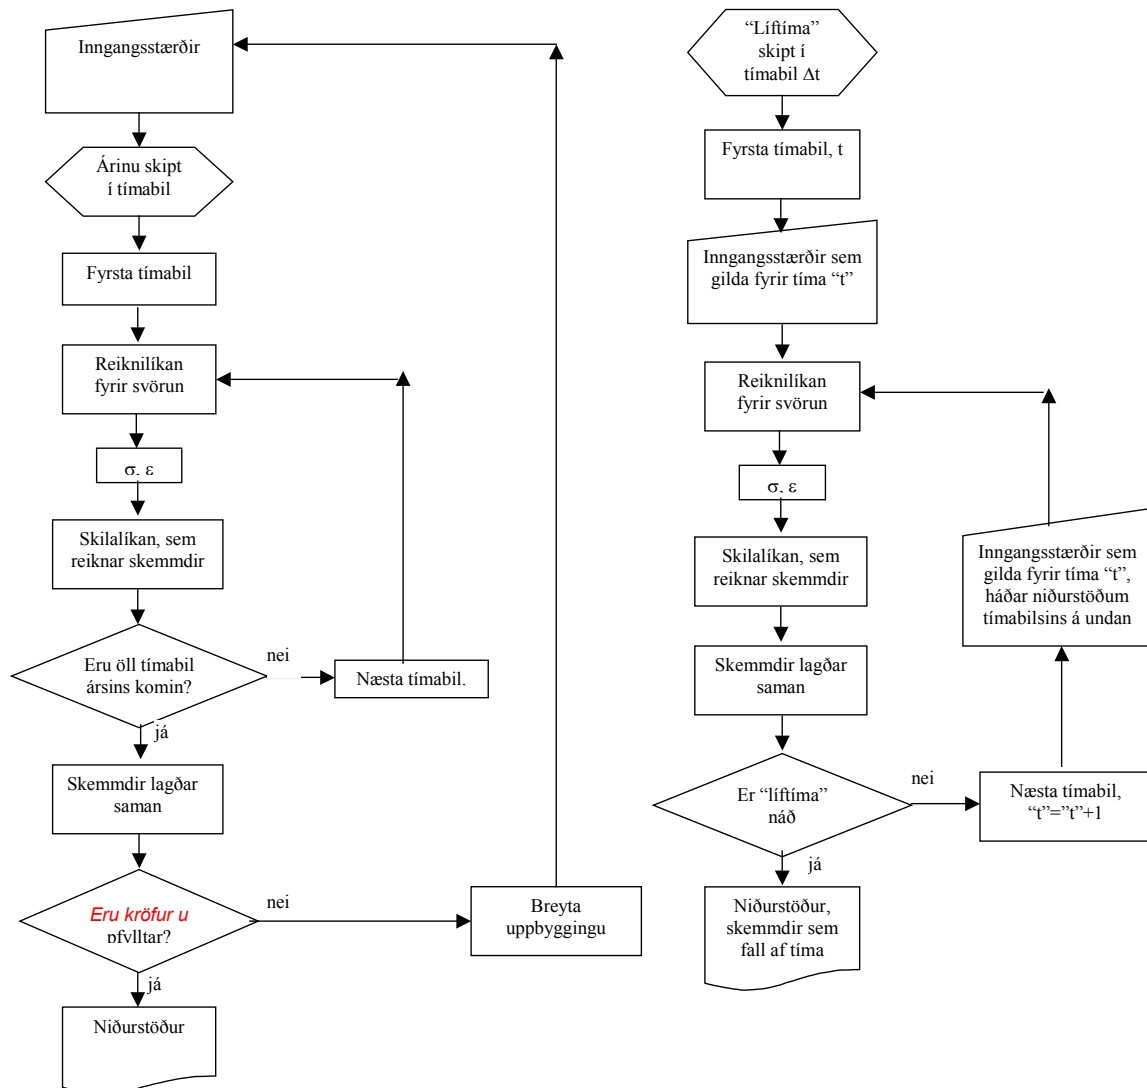 Inngangsstærðir
Árinu skipt
í tímabil
Fyrsta tímabil
Reiknilíkan
fyrir svörun
σ, ε
Skilalíkan, sem
reiknar skemmdir
Eru öll tímabil
ársins komin?
nei
Næsta tímabil.
já
Skemmdir lagðar
saman
Eru kröfur u
pfylltar?
nei
Breyta
uppbyggingu
já
Niðurstöður
“Líftíma”
skipt í
tímabil Δt
Fyrsta tímabil, t
Inngangsstærðir sem
gilda fyrir tíma “t”
Reiknilíkan
fyrir svörun
σ, ε
Skilalíkan, sem
reiknar skemmdir
Skemmdir lagðar
saman
Er “líftíma”
náð
nei
Næsta tímabil,
“t”=”t”+1
Inngangsstærðir sem
gilda fyrir tíma “t”,
háðar niðurstöðum
tímabilsins á undan
já
Niðurstöður,
skemmdir sem
fall af tíma